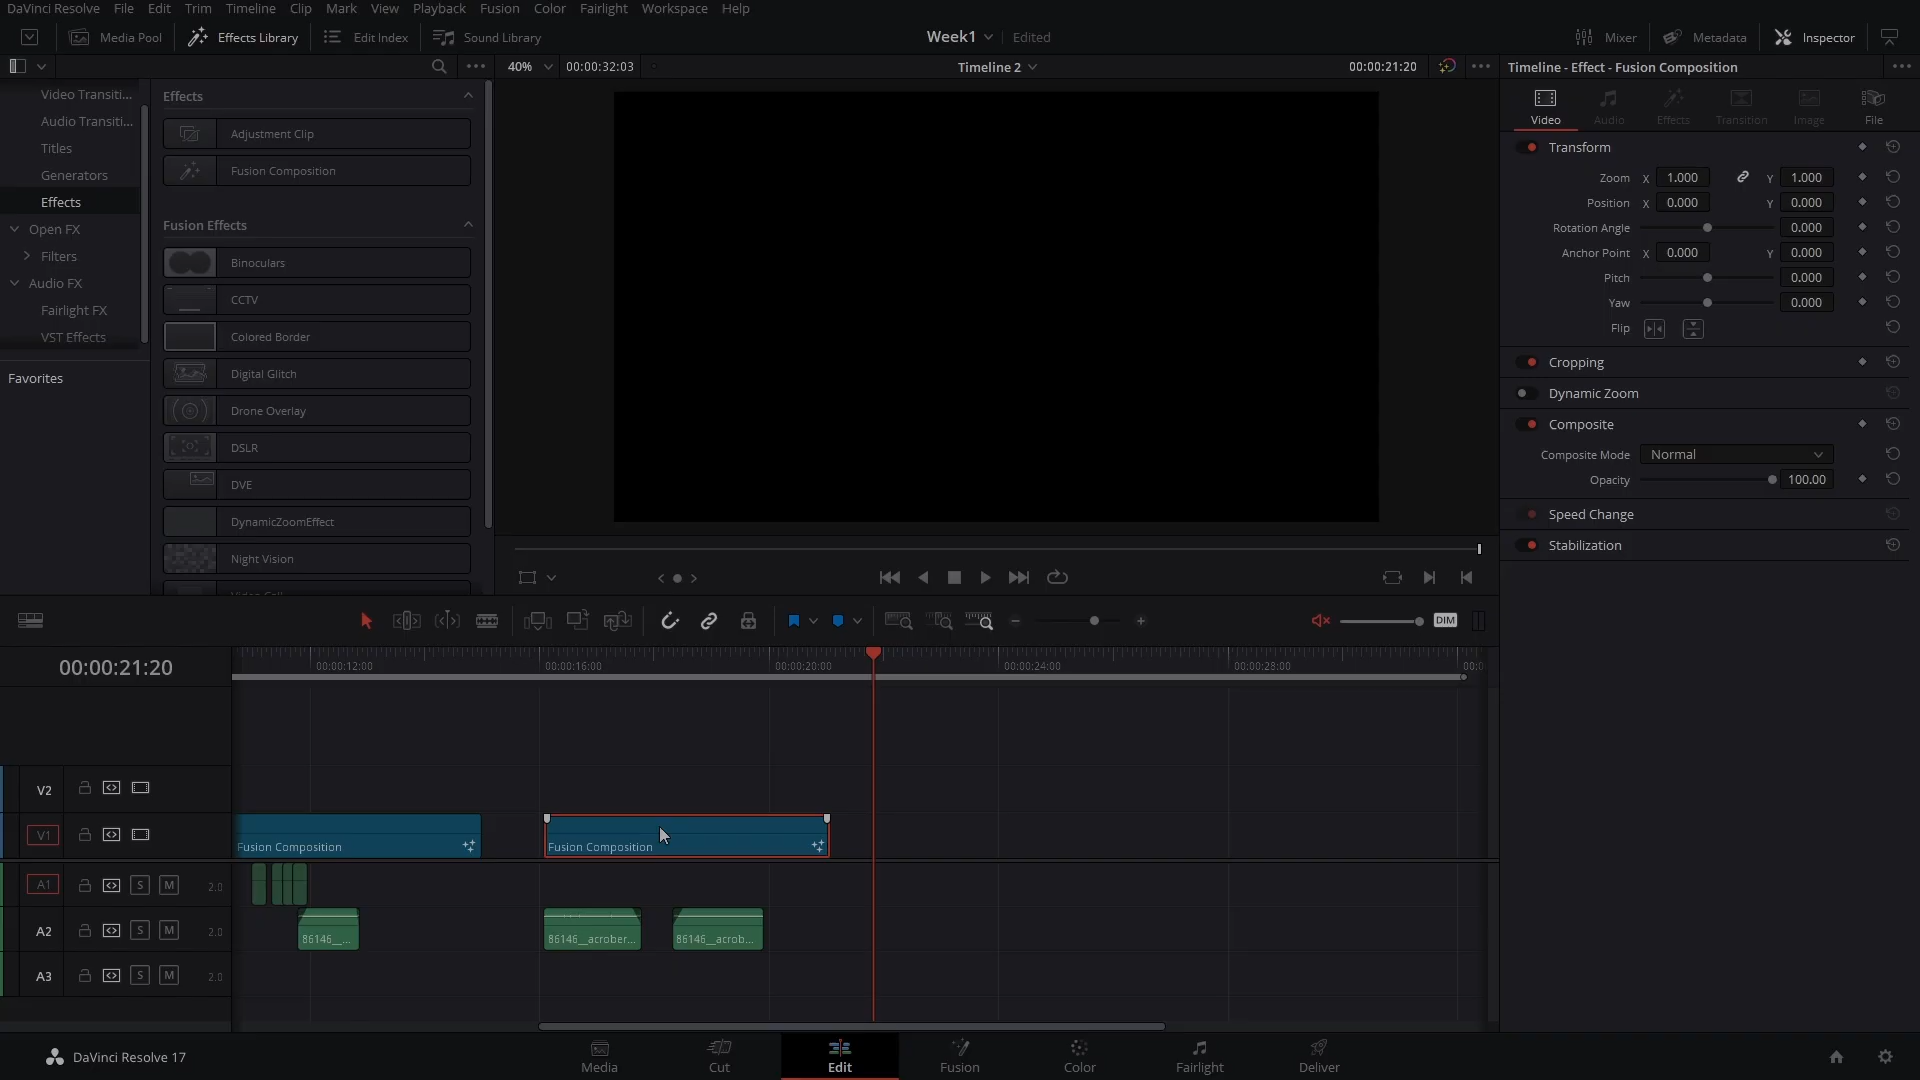 DaVinci Resolve File Edit Trim Timeline Clip Mark View Playback Fusion Color Fairlight Workspace Help
Media Pool Effects Library Edit Index Sound Library Week1 Edited Mixer Metadata Inspector
40% 00:00:32:03 Timeline 2 00:00:21:20 Timeline - Effect - Fusion Composition
Video Transiti...
Audio Transiti...
Titles
Generators
Effects
Open FX
Filters
Audio FX
Fairlight FX
VST Effects
Favorites
Effects
Adjustment Clip
Fusion Composition
Fusion Effects
Binoculars
CCTV
Colored Border
Digital Glitch
Drone Overlay
DSLR
DVE
DynamicZoomEffect
Night Vision
Video Audio Effects Transition Image File
Transform
Zoom X 1.000 Y 1.000
Position X 0.000 Y 0.000
Rotation Angle 0.000
Anchor Point X 0.000 Y 0.000
Pitch 0.000
Yaw 0.000
Flip
Cropping
Dynamic Zoom
Composite
Composite Mode Normal
Opacity 100.00
Speed Change
Stabilization
DIM
00:00:21:20 00:00:12:00 00:00:16:00 00:00:20:00 00:00:24:00 00:00:28:00 00:0
V2
V1 Fusion Composition Fusion Composition
A1 S M 2.0
A2 S M 2.0 86146__... 86146__acrober... 86146__acrob...
A3 S M 2.0
DaVinci Resolve 17 Media Cut Edit Fusion Color Fairlight Deliver